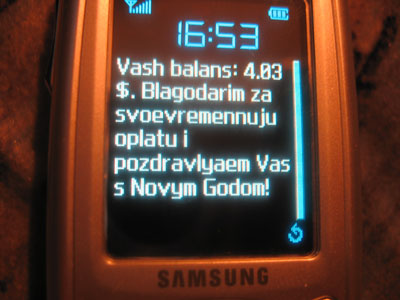 16:53
Vash balans: 4.03
$. Blagodarim za
svoevremennuju
oplatu i
pozdravlyaem Vas
s Novym Godom!
SAMSUNG